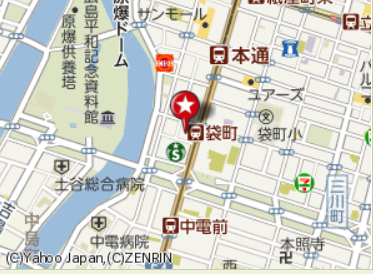 サンモール
原爆ドーム
広島平和記念資料館
原爆供養塔
ENEOS
本通
ユアーズ
袋町
袋町小
S
土谷総合病院
7
三川町
中電前
中電病院
本照寺
中島
(C)Yahoo Japan,(C)ZENRIN